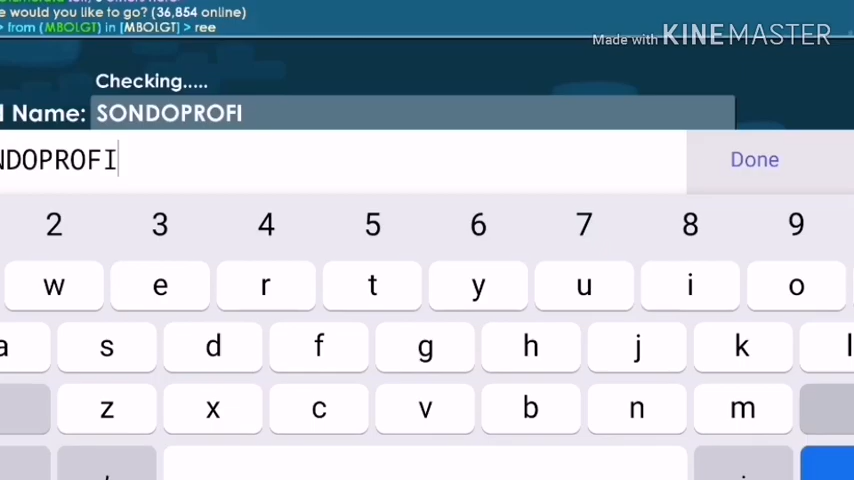 e would you like to go? (36,854 online)
> from (MBOLGT) in [MBOLGT] > ree
Made with KINEMASTER
Checking.....
l Name: SONDOPROFI
NDOPROFI
Done
2 3 4 5 6 7 8 9
w e r t y u i o
a s d f g h j k l
z x c v b n m